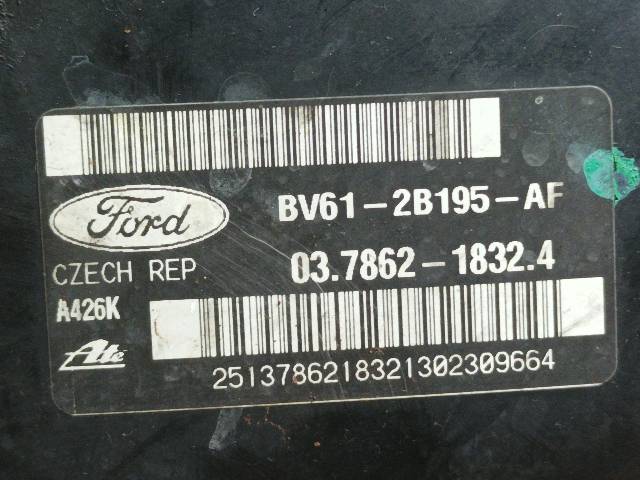 Ford
BV61-2B195-AF
CZECH REP
03.7862-1832.4
A426K
Ate
2513786218321302309664